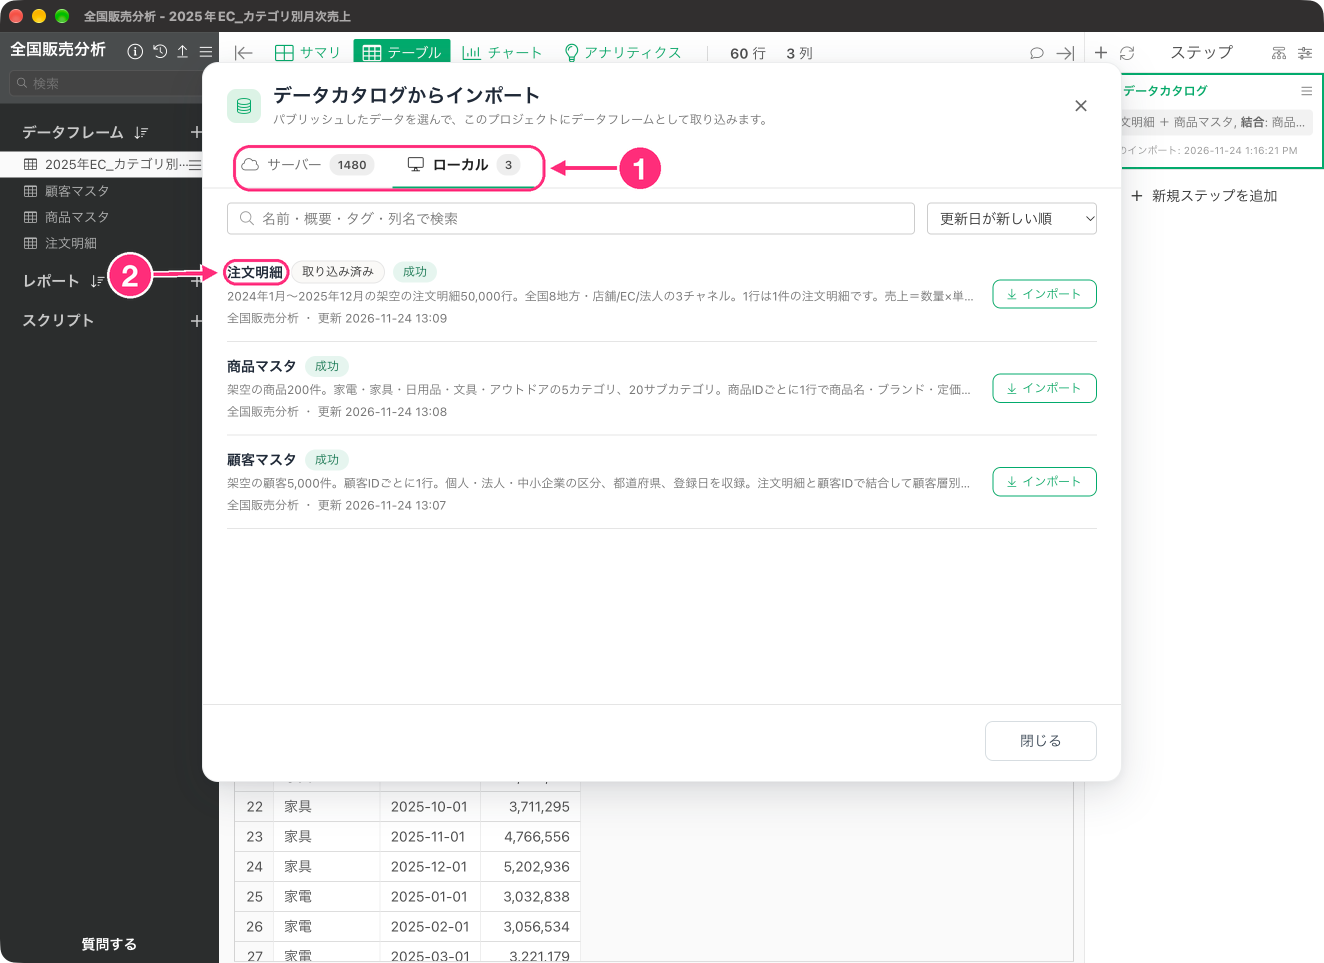 全国販売分析 - 2025年EC_カテゴリ別月次売上
全国販売分析
検索
データフレーム
2025年EC_カテゴリ別…
顧客マスタ
商品マスタ
注文明細
レポート
スクリプト
質問する
サマリ
テーブル
チャート
アナリティクス
60 行
3 列
ステップ
データカタログ
文明細 + 商品マスタ, 結合: 商品...
のインポート: 2026-11-24 1:16:21 PM
新規ステップを追加
データカタログからインポート
パブリッシュしたデータを選んで、このプロジェクトにデータフレームとして取り込みます。
サーバー 1480
ローカル 3
1
名前・概要・タグ・列名で検索
更新日が新しい順
2
注文明細 取り込み済み 成功
2024年1月〜2025年12月の架空の注文明細50,000行。全国8地方・店舗/EC/法人の3チャネル。1行は1件の注文明細です。売上＝数量×単...
全国販売分析 ・ 更新 2026-11-24 13:09
インポート
商品マスタ 成功
架空の商品200件。家電・家具・日用品・文具・アウトドアの5カテゴリ、20サブカテゴリ。商品IDごとに1行で商品名・ブランド・定価...
全国販売分析 ・ 更新 2026-11-24 13:08
インポート
顧客マスタ 成功
架空の顧客5,000件。顧客IDごとに1行。個人・法人・中小企業の区分、都道府県、登録日を収録。注文明細と顧客IDで結合して顧客層別...
全国販売分析 ・ 更新 2026-11-24 13:07
インポート
閉じる
22 家具 2025-10-01 3,711,295
23 家具 2025-11-01 4,766,556
24 家具 2025-12-01 5,202,936
25 家電 2025-01-01 3,032,838
26 家電 2025-02-01 3,056,534
27 家電 2025-03-01 3,221,179